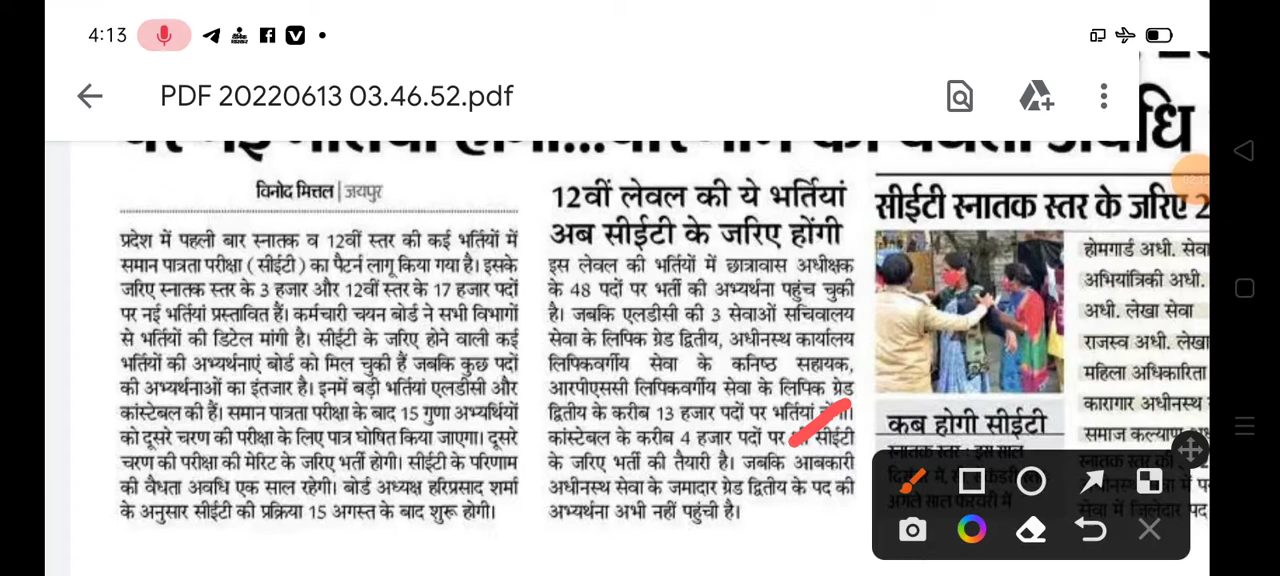 4:13
PDF 20220613 03.46.52.pdf
विनोद मित्तल | जयपुर
प्रदेश में पहली बार स्नातक व 12वीं स्तर की कई भर्तियों में
समान पात्रता परीक्षा (सीईटी) का पैटर्न लागू किया गया है। इसके
जरिए स्नातक स्तर के 3 हजार और 12वीं स्तर के 17 हजार पदों
पर नई भर्तियां प्रस्तावित हैं। कर्मचारी चयन बोर्ड ने सभी विभागों
से भर्तियों की डिटेल मांगी है। सीईटी के जरिए होने वाली कई
भर्तियों की अभ्यर्थनाएं बोर्ड को मिल चुकी हैं जबकि कुछ पदों
की अभ्यर्थनाओं का इंतजार है। इनमें बड़ी भर्तियां एलडीसी और
कांस्टेबल की हैं। समान पात्रता परीक्षा के बाद 15 गुणा अभ्यर्थियों
को दूसरे चरण की परीक्षा के लिए पात्र घोषित किया जाएगा। दूसरे
चरण की परीक्षा की मेरिट के जरिए भर्ती होगी। सीईटी के परिणाम
की वैधता अवधि एक साल रहेगी। बोर्ड अध्यक्ष हरिप्रसाद शर्मा
के अनुसार सीईटी की प्रक्रिया 15 अगस्त के बाद शुरू होगी।
12वीं लेवल की ये भर्तियां
अब सीईटी के जरिए होंगी
इस लेवल की भर्तियों में छात्रावास अधीक्षक
के 48 पदों पर भर्ती की अभ्यर्थना पहुंच चुकी
है। जबकि एलडीसी की 3 सेवाओं सचिवालय
सेवा के लिपिक ग्रेड द्वितीय, अधीनस्थ कार्यालय
लिपिकवर्गीय सेवा के कनिष्ठ सहायक,
आरपीएससी लिपिकवर्गीय सेवा के लिपिक ग्रेड
द्वितीय के करीब 13 हजार पदों पर भर्तियां
कांस्टेबल के करीब 4 हजार पदों पर सीईटी
के जरिए भर्ती की तैयारी है। जबकि आबकारी
अधीनस्थ सेवा के जमादार ग्रेड द्वितीय के पद की
अभ्यर्थना अभी नहीं पहुंची है।
सीईटी स्नातक स्तर के जरिए 2
कब होगी सीईटी
होमगार्ड अधी. सेवा
अभियांत्रिकी अधी.
अधी. लेखा सेवा
राजस्व अधी. लेखा
महिला अधिकारिता
कारागार अधीनस्थ
समाज कल्याण